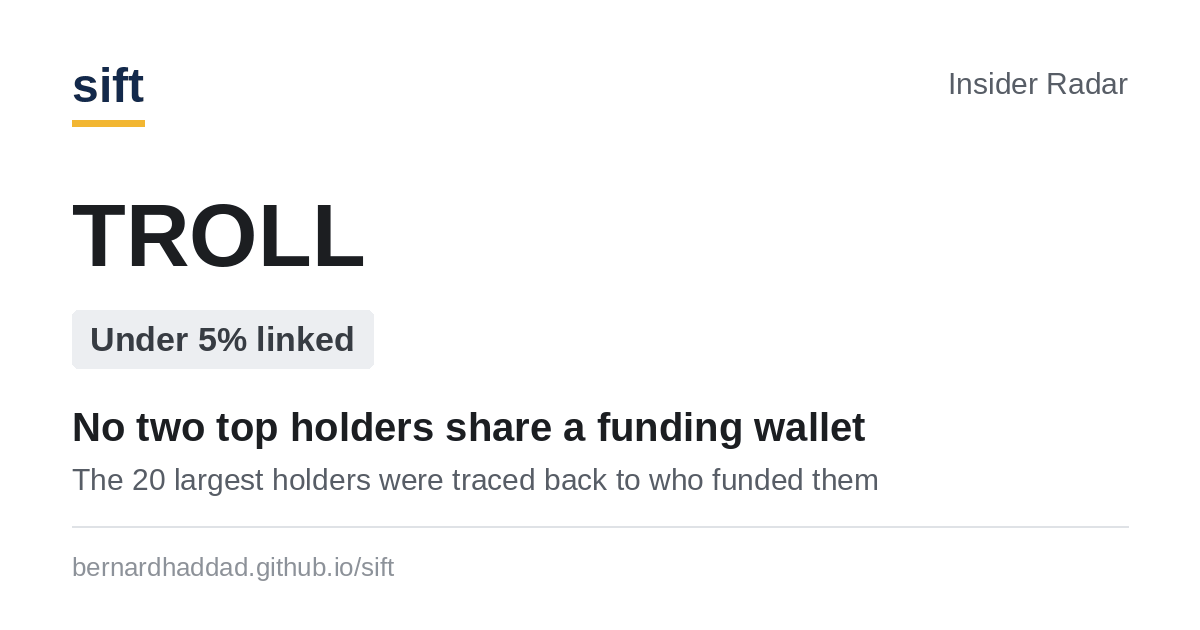 sift
Insider Radar
TROLL
Under 5% linked
No two top holders share a funding wallet
The 20 largest holders were traced back to who funded them
bernardhaddad.github.io/sift